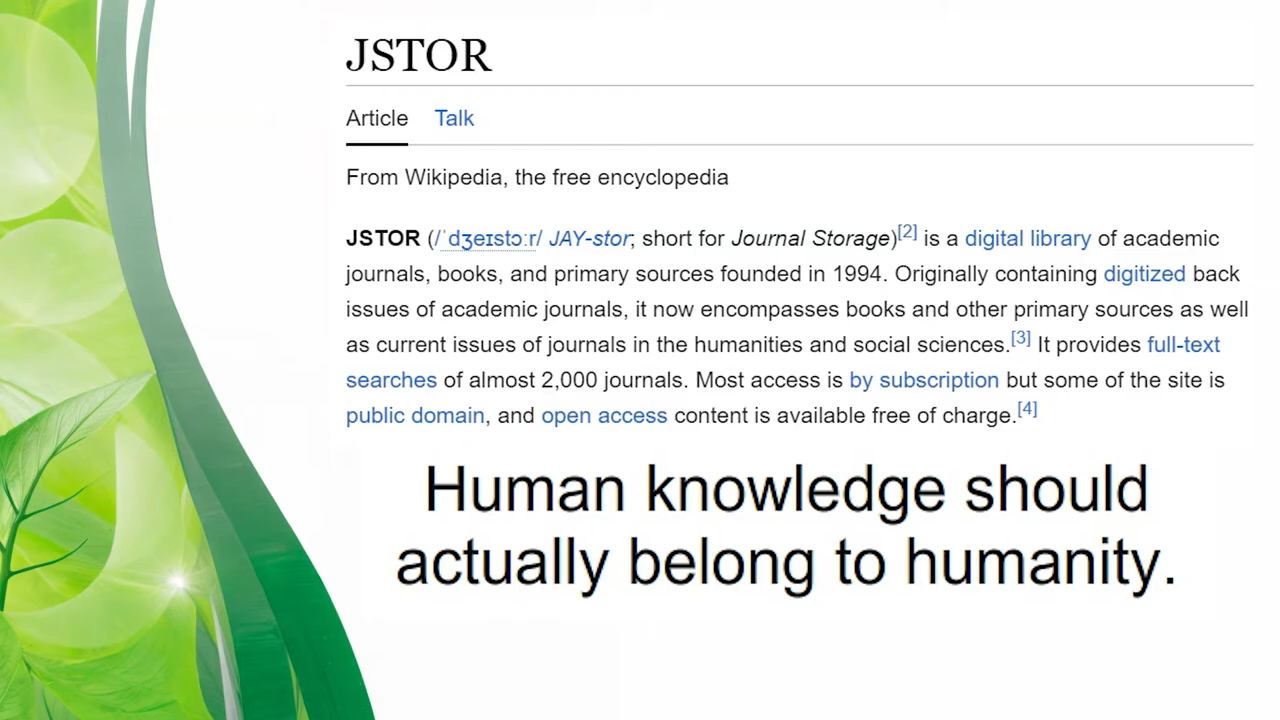 JSTOR
Article Talk
From Wikipedia, the free encyclopedia
JSTOR (/ˈdʒeɪstɔːr/ JAY-stor; short for Journal Storage)[2] is a digital library of academic
journals, books, and primary sources founded in 1994. Originally containing digitized back
issues of academic journals, it now encompasses books and other primary sources as well
as current issues of journals in the humanities and social sciences.[3] It provides full-text
searches of almost 2,000 journals. Most access is by subscription but some of the site is
public domain, and open access content is available free of charge.[4]
Human knowledge should
actually belong to humanity.